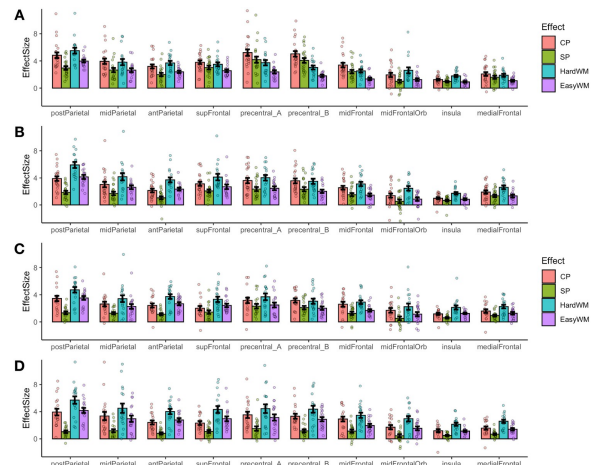 A
Effect
CP
SP
HardWM
EasyWM
EffectSize
8
4
0
postParietal midParietal antParietal supFrontal precentral_A precentral_B midFrontal midFrontalOrb insula medialFrontal
B
EffectSize
8
4
0
postParietal midParietal antParietal supFrontal precentral_A precentral_B midFrontal midFrontalOrb insula medialFrontal
C
Effect
CP
SP
HardWM
EasyWM
EffectSize
8
4
0
postParietal midParietal antParietal supFrontal precentral_A precentral_B midFrontal midFrontalOrb insula medialFrontal
D
EffectSize
8
4
0
postParietal midParietal antParietal supFrontal precentral_A precentral_B midFrontal midFrontalOrb insula medialFrontal